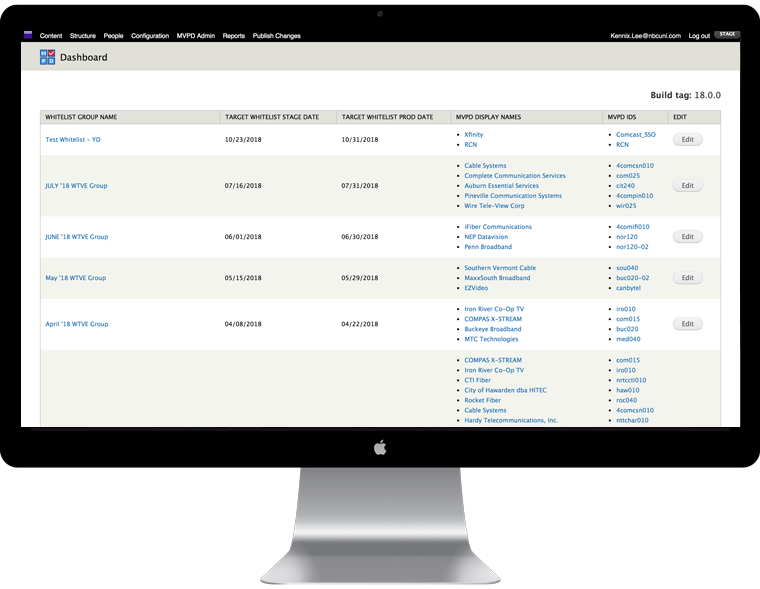 Content Structure People Configuration MVPD Admin Reports Publish Changes Kennix.Lee@nbcuni.com Log out STAGE
M P D Dashboard
Build tag: 18.0.0
WHITELIST GROUP NAME TARGET WHITELIST STAGE DATE TARGET WHITELIST PROD DATE MVPD DISPLAY NAMES MVPD IDS EDIT
Test Whitelist - YD 10/23/2018 10/31/2018 Xfinity Comcast_SSO Edit
RCN RCN
JULY '18 WTVE Group 07/16/2018 07/31/2018 Cable Systems 4comcsn010 Edit
Complete Communication Services com025
Auburn Essential Services cit240
Pineville Communication Systems 4compin010
Wire Tele-View Corp wir025
JUNE '18 WTVE Group 06/01/2018 06/30/2018 iFiber Communications 4comifi010 Edit
NEP Datavision nor120
Penn Broadband nor120-02
May '18 WTVE Group 05/15/2018 05/29/2018 Southern Vermont Cable sou040 Edit
MaxxSouth Broadband buc020-02
EZVideo canbytel
April '18 WTVE Group 04/08/2018 04/22/2018 Iron River Co-Op TV iro010 Edit
COMPAS X-STREAM com015
Buckeye Broadband buc020
MTC Technologies med040
COMPAS X-STREAM com015
Iron River Co-Op TV iro010
CTI Fiber nrtccti010
City of Hawarden dba HITEC haw010
Rocket Fiber roc040
Cable Systems 4comcsn010
Hardy Telecommunications, Inc. nttchar010